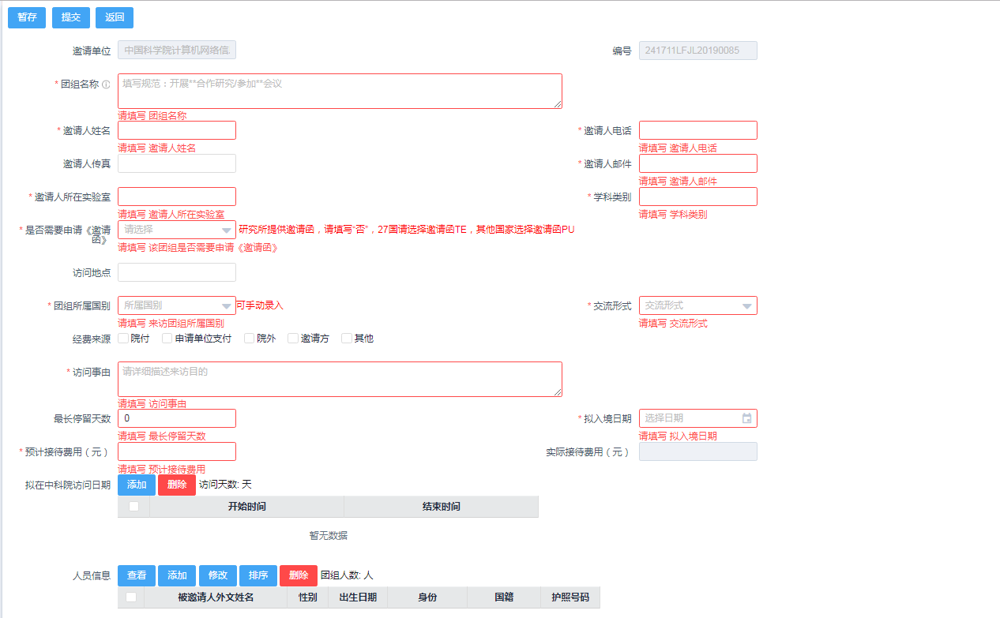 暂存 提交 返回
邀请单位 中国科学院计算机网络信 编号 241711LFJL20190085
* 团组名称 填写规范：开展**合作研究/参加**会议
请填写 团组名称
* 邀请人姓名 * 邀请人电话
请填写 邀请人姓名 请填写 邀请人电话
邀请人传真 * 邀请人邮件
请填写 邀请人邮件
* 邀请人所在实验室 * 学科类别
请填写 邀请人所在实验室 请填写 学科类别
* 是否需要申请《邀请 请选择 研究所提供邀请函，请填写“否”，27国请选择邀请函TE，其他国家选择邀请函PU
函》
请填写 该团组是否需要申请《邀请函》
访问地点
* 团组所属国别 所属国别 可手动录入 * 交流形式 交流形式
请填写 来访团组所属国别 请填写 交流形式
经费来源 院付 申请单位支付 院外 邀请方 其他
* 访问事由 请详细描述来访目的
请填写 访问事由
最长停留天数 0 * 拟入境日期 选择日期
请填写 最长停留天数 请填写 拟入境日期
* 预计接待费用（元） 实际接待费用（元）
请填写 预计接待费用
拟在中科院访问日期 添加 删除 访问天数: 天
开始时间 结束时间
暂无数据
人员信息 查看 添加 修改 排序 删除 团组人数: 人
被邀请人外文姓名 性别 出生日期 身份 国籍 护照号码